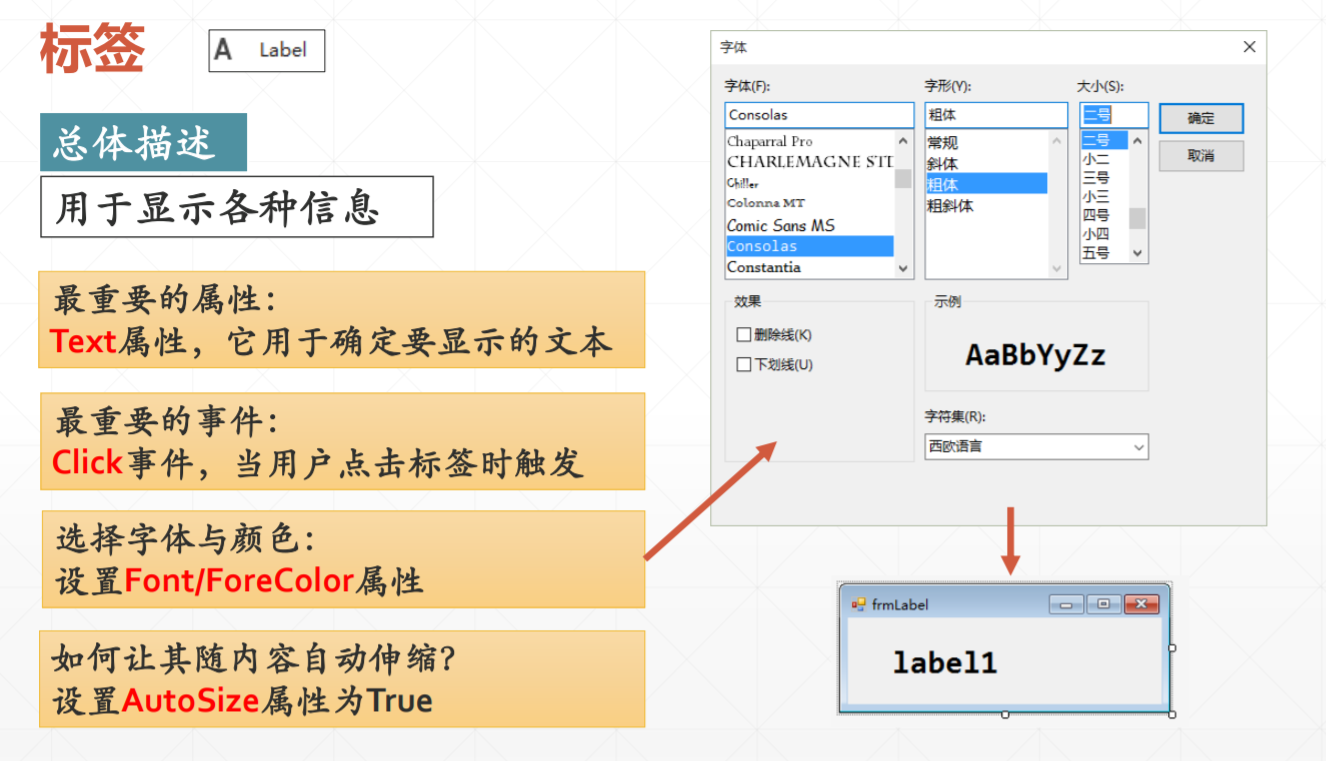 标签
A Label
总体描述
用于显示各种信息
最重要的属性：
Text属性，它用于确定要显示的文本
最重要的事件：
Click事件，当用户点击标签时触发
选择字体与颜色：
设置Font/ForeColor属性
如何让其随内容自动伸缩？
设置AutoSize属性为True
字体
字体(F):
Consolas
Chaparral Pro
CHARLEMAGNE STD
Chiller
Colonna MT
Comic Sans MS
Consolas
Constantia
字形(Y):
粗体
常规
斜体
粗体
粗斜体
大小(S):
二号
二号
小二
三号
小三
四号
小四
五号
确定
取消
效果
删除线(K)
下划线(U)
示例
AaBbYyZz
字符集(R):
西欧语言
frmLabel
label1